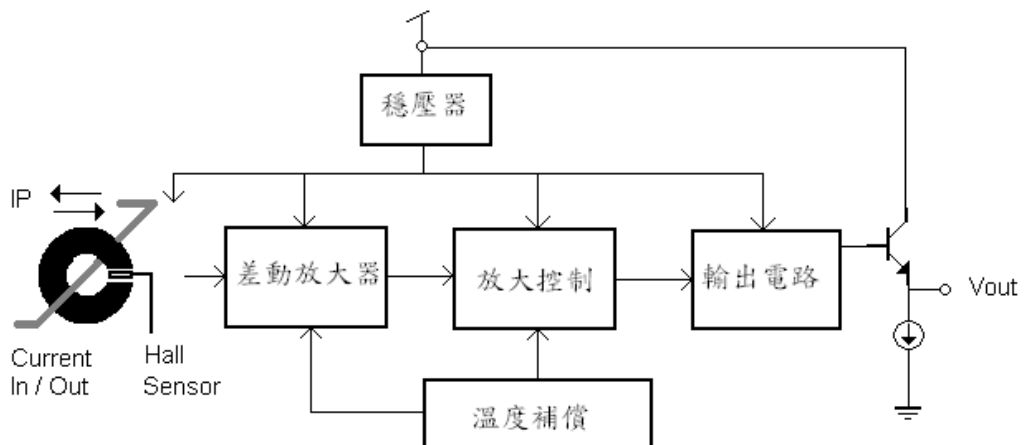 穩壓器
IP
差動放大器
放大控制
輸出電路
Vout
Current
In / Out
Hall
Sensor
溫度補償